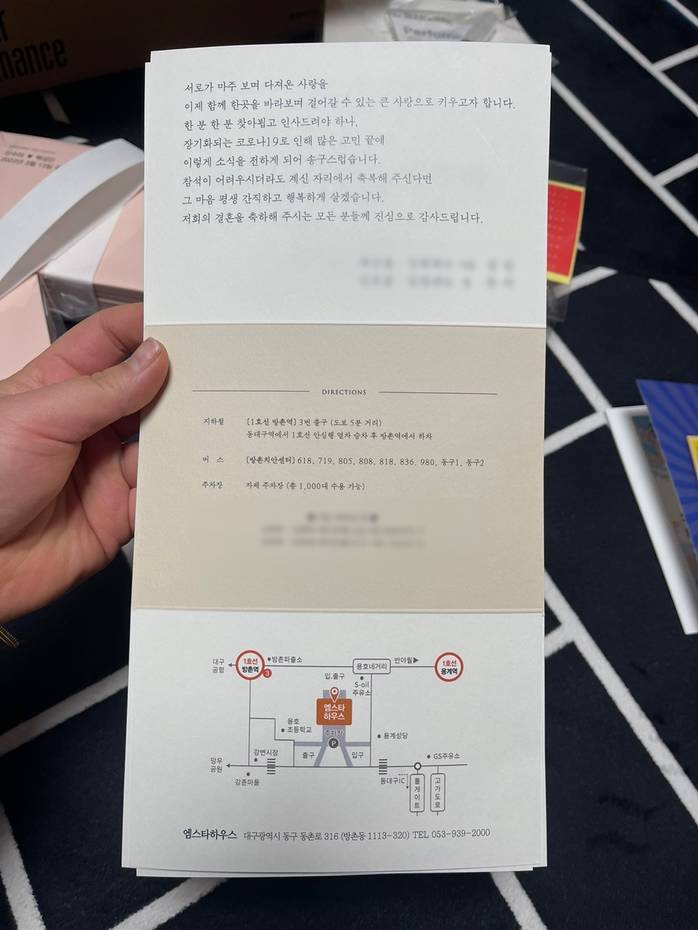 mance
Perfume
서로가 마주 보며 다져온 사랑을
이제 함께 한곳을 바라보며 걸어갈 수 있는 큰 사랑으로 키우고자 합니다.
한 분 한 분 찾아뵙고 인사드려야 하나,
장기화되는 코로나19로 인해 많은 고민 끝에
이렇게 소식을 전하게 되어 송구스럽습니다.
참석이 어려우시더라도 계신 자리에서 축복해 주신다면
그 마음 평생 간직하고 행복하게 살겠습니다.
저희의 결혼을 축하해 주시는 모든 분들께 진심으로 감사드립니다.
DIRECTIONS
지하철 [1호선 방촌역] 3번 출구 (도보 5분 거리)
동대구역에서 1호선 안심행 열차 승차 후 방촌역에서 하차
버 스 [방촌치안센터] 618, 719, 805, 808, 818, 836, 980, 동구1, 동구2
주차장 자체 주차장 (총 1,000대 수용 가능)
대구
공항
1호선
방촌역
3
방촌파출소
용호네거리
반야월▶
1호선
용계역
입.출구
S-oil
주유소
엠스타
하우스
용호
초등학교
주차장
P
용계성당
강변시장
출구
입구
GS주유소
망우
공원
강촌마을
동대구IC
톨게이트
고가도로
엠스타하우스 대구광역시 동구 동촌로 316 (방촌동 1113-320) TEL 053-939-2000